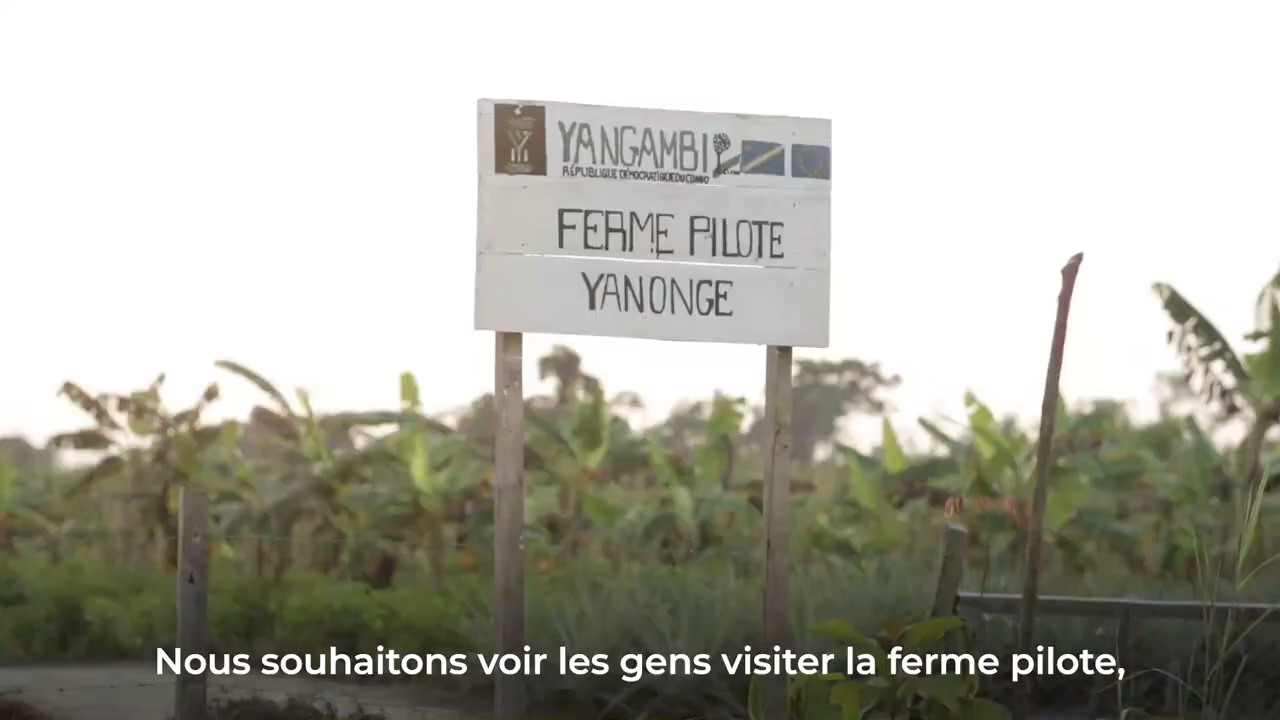 YANGAMBI
RÉPUBLIQUE DÉMOCRATIQUE DU CONGO
FERME PILOTE
YANONGE
Nous souhaitons voir les gens visiter la ferme pilote,